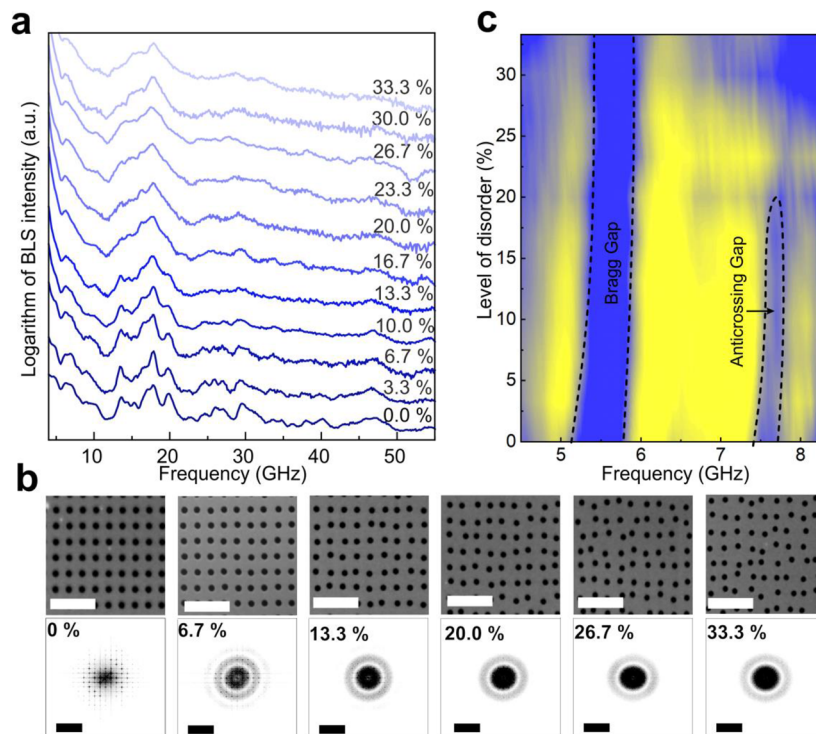 a
Logarithm of BLS intensity (a.u.)
33.3 %
30.0 %
26.7 %
23.3 %
20.0 %
16.7 %
13.3 %
10.0 %
6.7 %
3.3 %
0.0 %
10 20 30 40 50
Frequency (GHz)
c
Level of disorder (%)
30
25
20
15
10
5
0
Bragg Gap
Anticrossing Gap
5 6 7 8
Frequency (GHz)
b
0 % 6.7 % 13.3 % 20.0 % 26.7 % 33.3 %